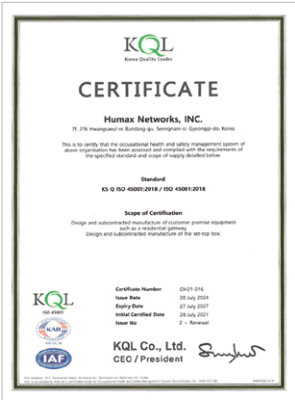 KQL
Korea Quality Leader
CERTIFICATE
Humax Networks, INC.
7F, 216 Hwangsaeul-ro Bundang-gu, Seongnam-si, Gyeonggi-do, Korea
This is to certify that the occupational health and safety management system of
above organization has been assessed and complied with the requirements of
the specified standard and scope of supply detailed below.
Standard
KS Q ISO 45001:2018 / ISO 45001:2018
Scope of Certification
Design and subcontracted manufacture of customer premise equipment
such as a residential gateway.
Design and subcontracted manufacture of the set-top box.
KQL
ISO 45001
KAB
IAF
Certificate Number QH21-016
Issue Date 28 July 2024
Expiry Date 27 July 2027
Initial Certified Date 28 July 2021
Issue No 2 - Renewal
KQL Co., Ltd.
CEO / President